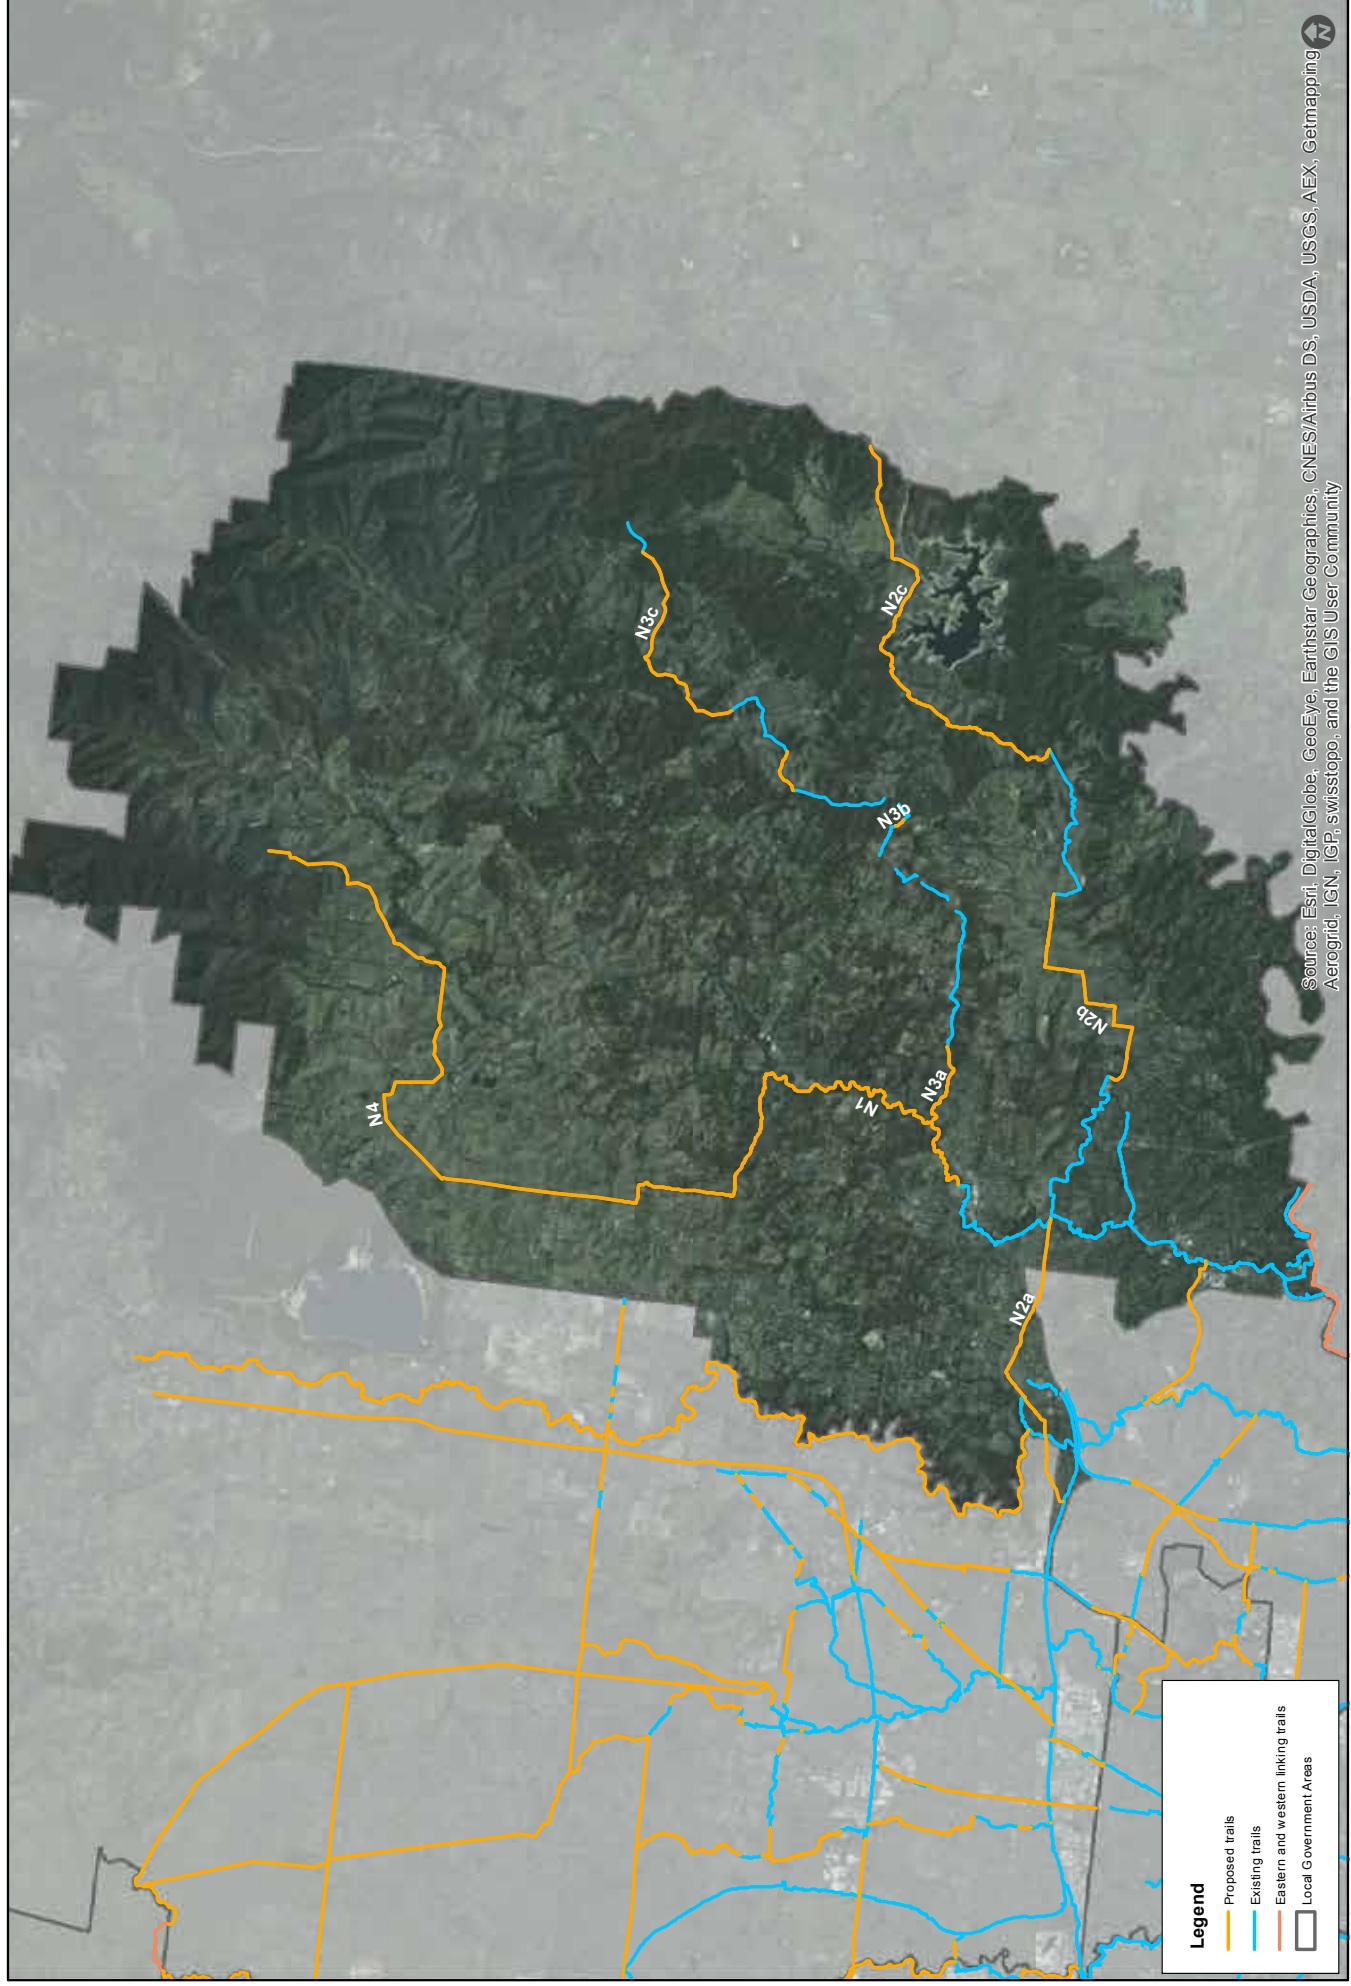 N4
N3c
N2c
N3b
N2b
N3a
N1
N2a
Legend
Proposed trails
Existing trails
Eastern and western linking trails
Local Government Areas
Source: Esri, DigitalGlobe, GeoEye, Earthstar Geographics, CNES/Airbus DS, USDA, USGS, AEX, Getmapping,
Aerogrid, IGN, IGP, swisstopo, and the GIS User Community
N